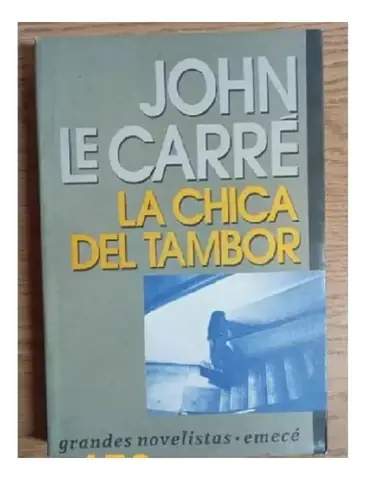 JOHN
LE CARRÉ
LA CHICA
DEL TAMBOR
grandes novelistas · emecé